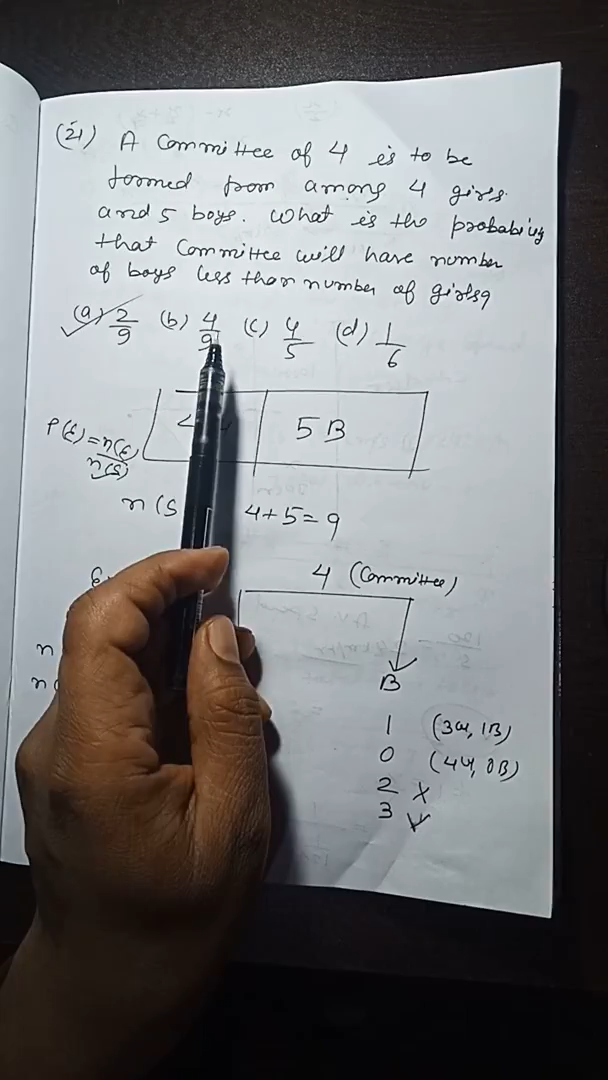 (21) A Committee of 4 is to be
formed from among 4 girls
and 5 boys. What is the probability
that Committee will have number
of boys less than number of girls?
(a) 2/9 (b) 4/9 (c) 4/5 (d) 1/6
5B
P(E) = n(E)/n(S)
n(S 4+5=9
4 (Committee)
B
1 (3G, 1B)
0 (4G, 0B)
2 ×
3